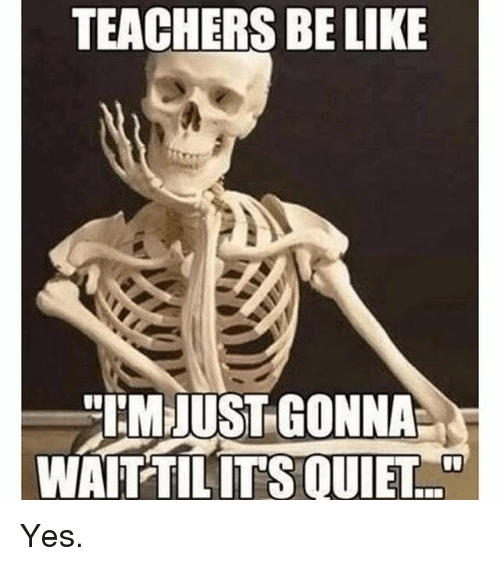 TEACHERS BE LIKE
"I'M JUST GONNA
WAIT TIL IT'S QUIET..."
Yes.